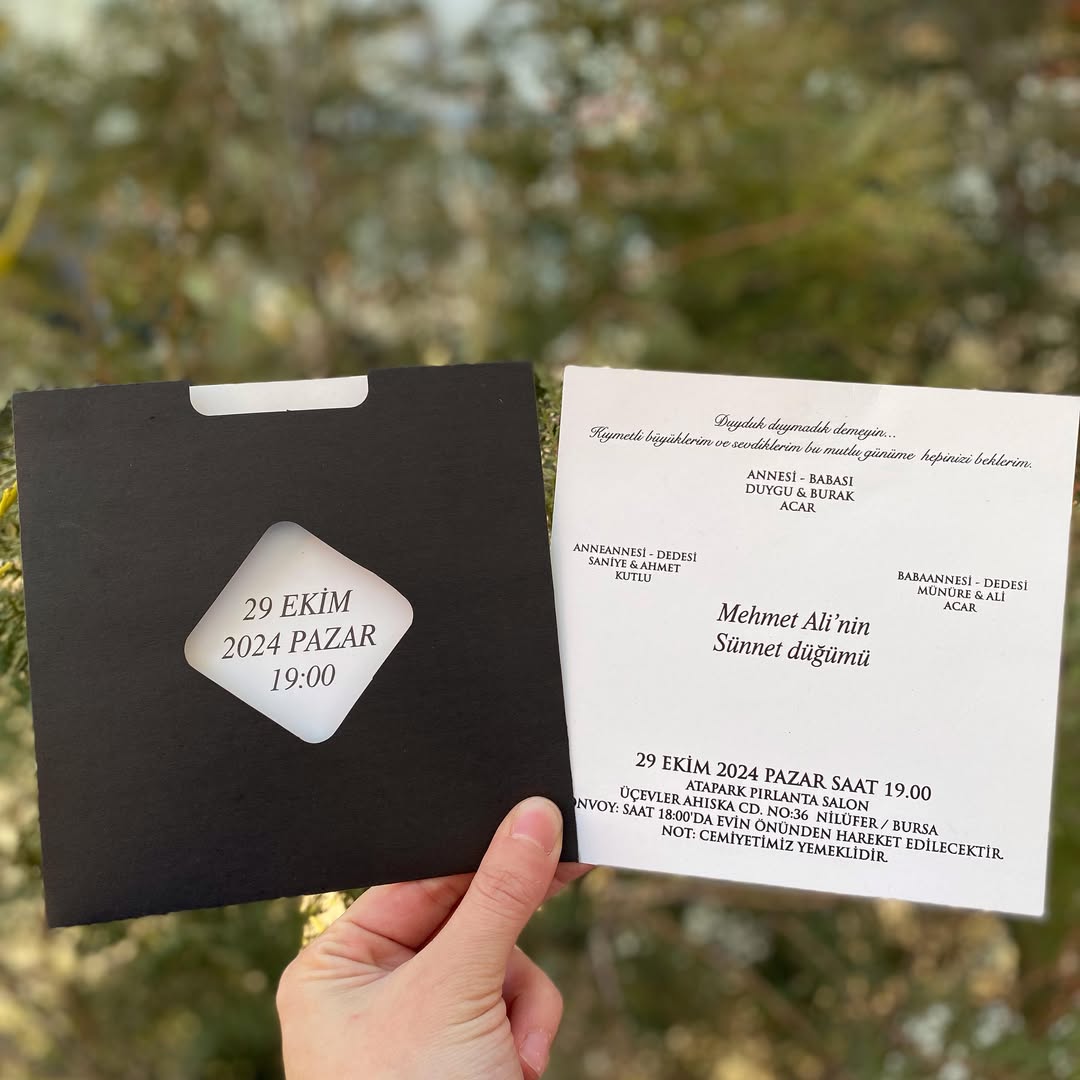 29 EKİM
2024 PAZAR
19:00
Duyduk duymadık demeyin...
Kıymetli büyüklerim ve sevdiklerim bu mutlu günüme hepinizi beklerim.
ANNESİ - BABASI
DUYGU & BURAK
ACAR
ANNEANNESİ - DEDESİ
SANİYE & AHMET
KUTLU
BABAANNESİ - DEDESİ
MÜNÜRE & ALİ
ACAR
Mehmet Ali'nin
Sünnet düğümü
29 EKİM 2024 PAZAR SAAT 19.00
ATAPARK PIRLANTA SALON
ÜÇEVLER AHISKA CD. NO:36 NİLÜFER / BURSA
ONVOY: SAAT 18:00'DA EVİN ÖNÜNDEN HAREKET EDİLECEKTİR
NOT: CEMİYETİMİZ YEMEKLİDİR